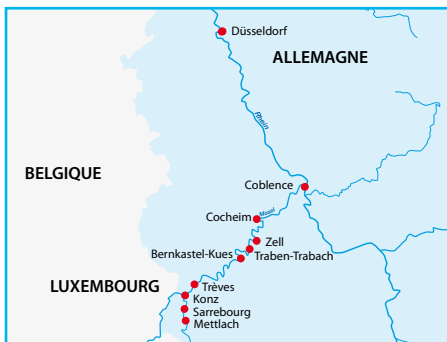 Düsseldorf
ALLEMAGNE
Rhein
BELGIQUE
Coblence
Cocheim
Mosel
Zell
Bernkastel-Kues
Traben-Trabach
LUXEMBOURG
Trèves
Konz
Sarrebourg
Mettlach